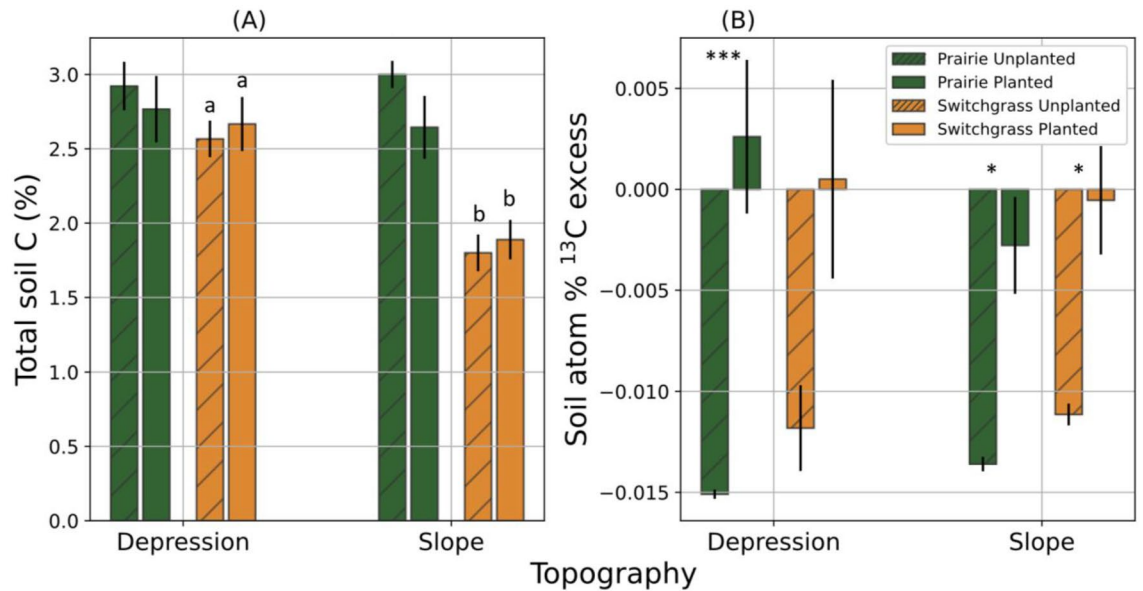 (A)
(B)
Total soil C (%)
3.0
2.5
2.0
1.5
1.0
0.5
0.0
a
a
b
b
Depression
Slope
Soil atom % ¹³C excess
0.005
0.000
−0.005
−0.010
−0.015
***
*
*
Prairie Unplanted
Prairie Planted
Switchgrass Unplanted
Switchgrass Planted
Depression
Slope
Topography